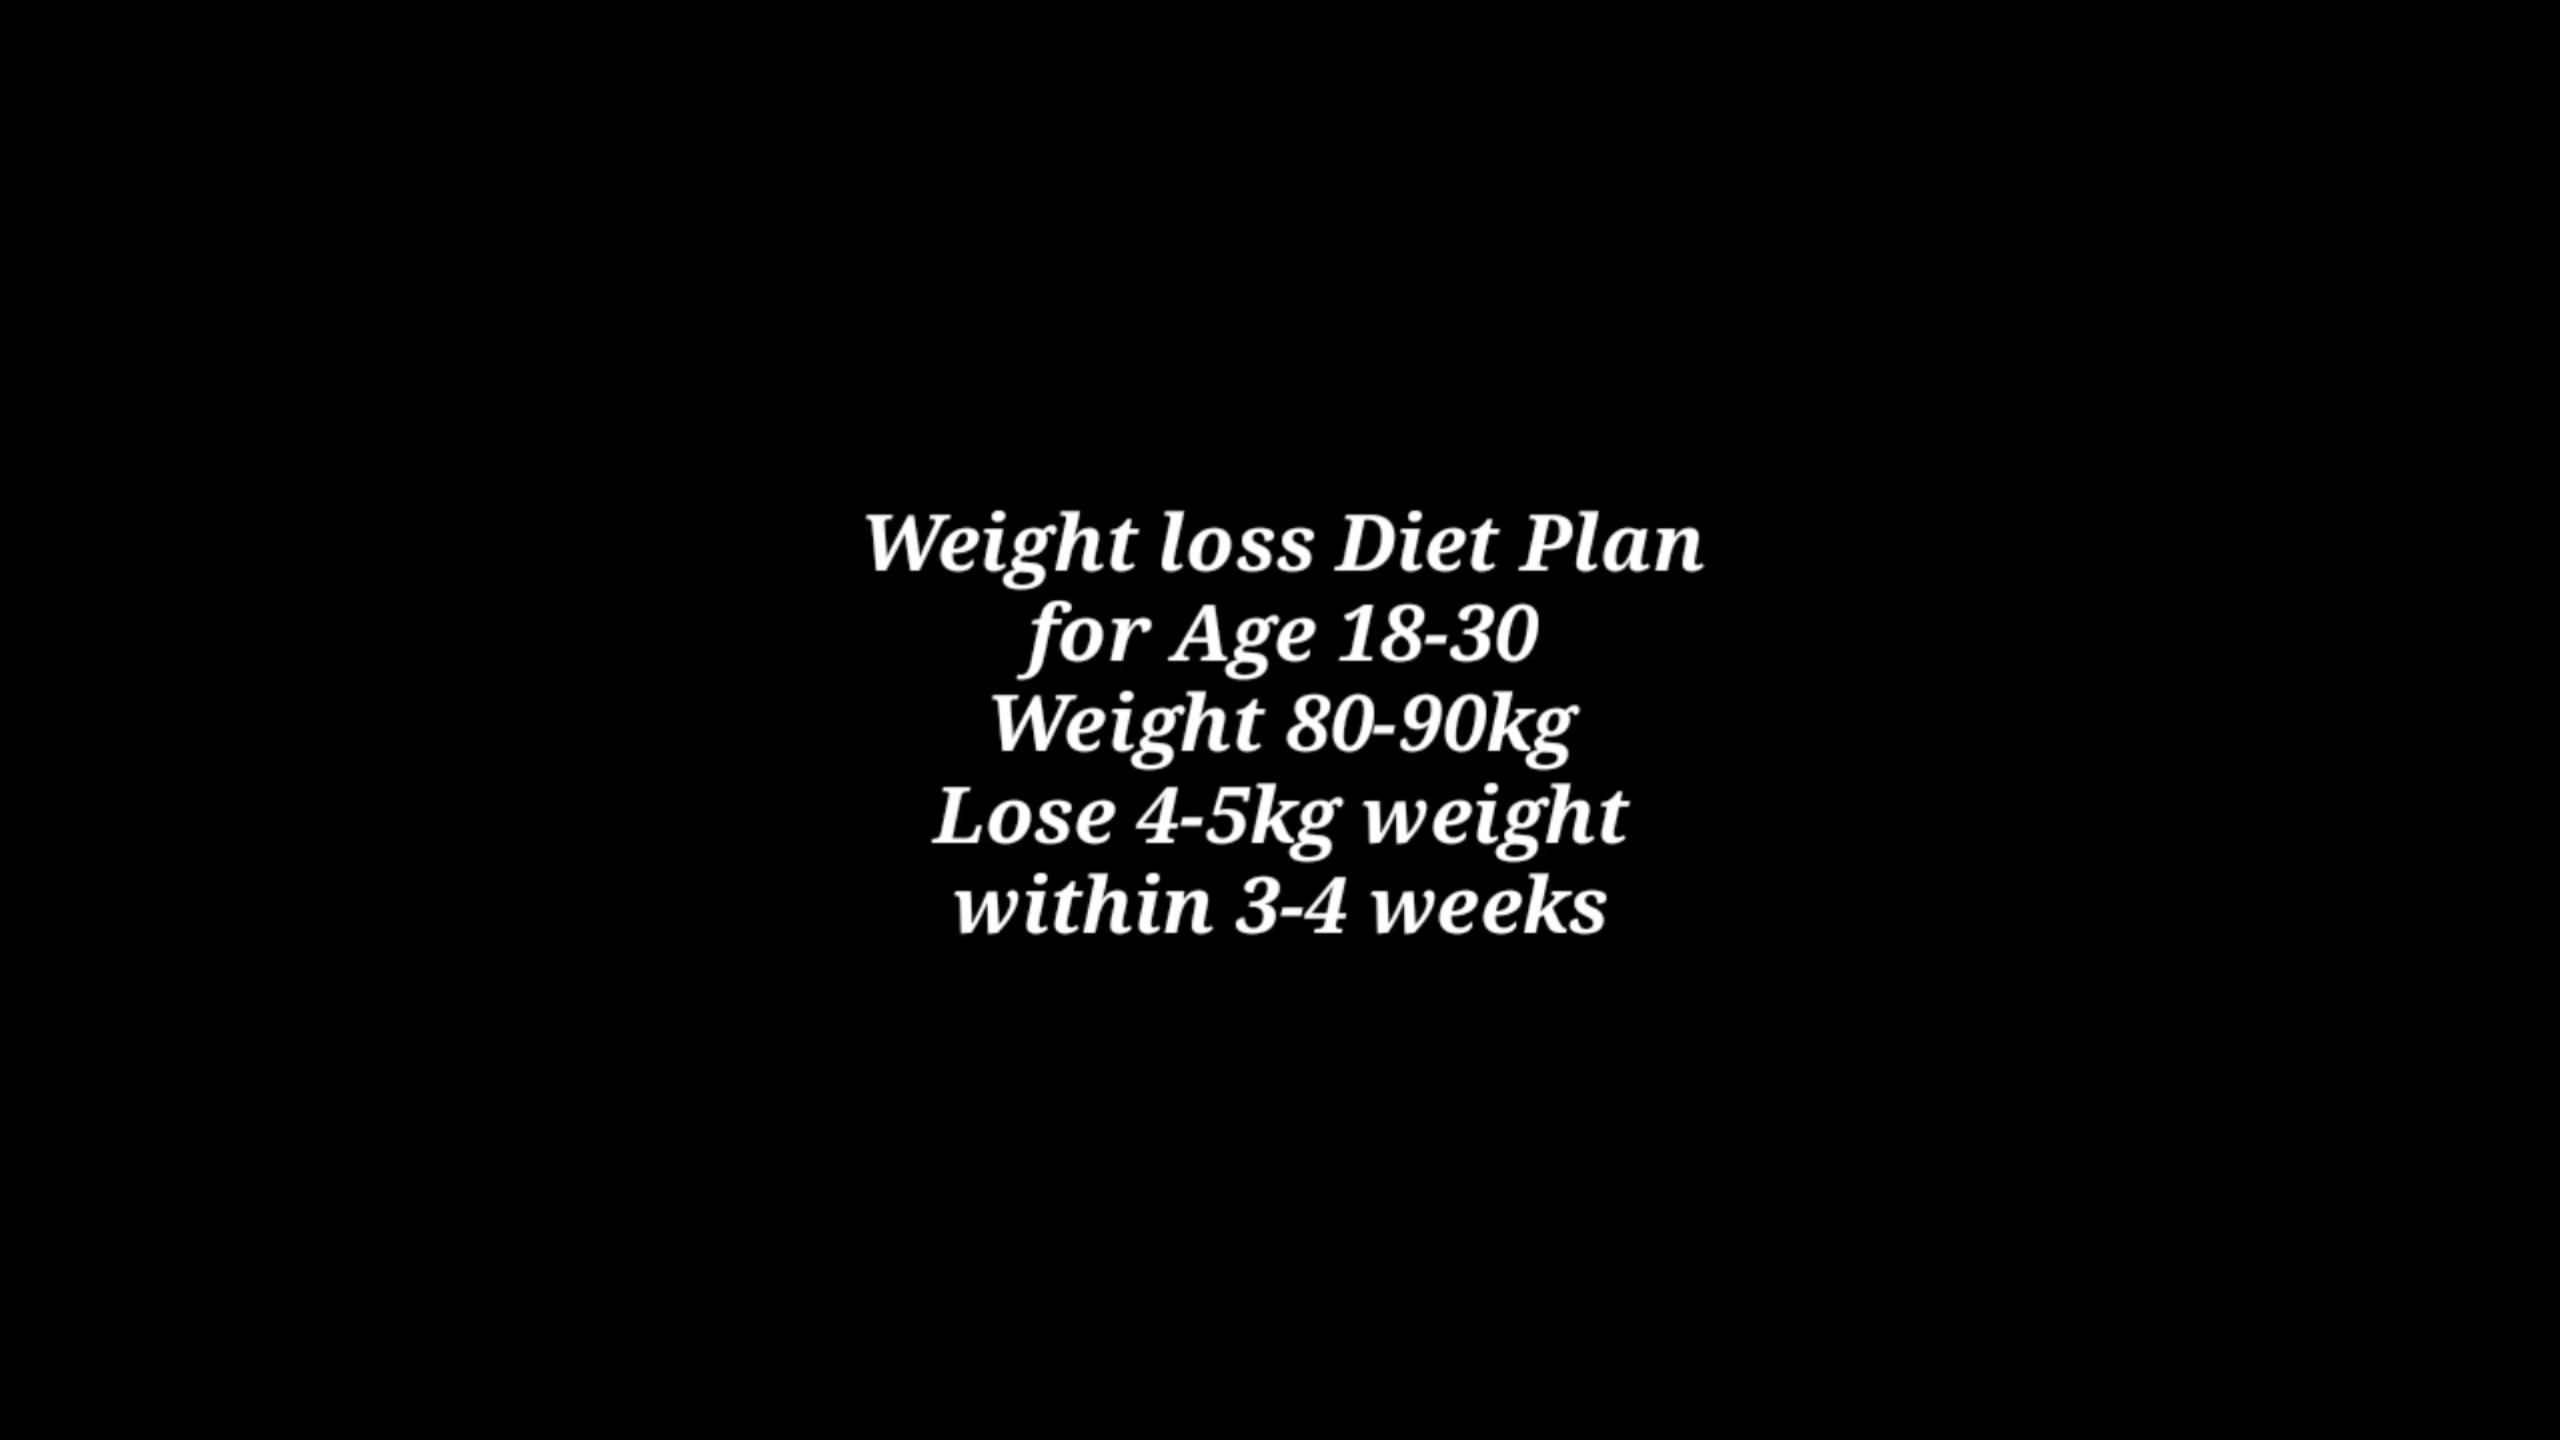 Weight loss Diet Plan
for Age 18-30
Weight 80-90kg
Lose 4-5kg weight
within 3-4 weeks